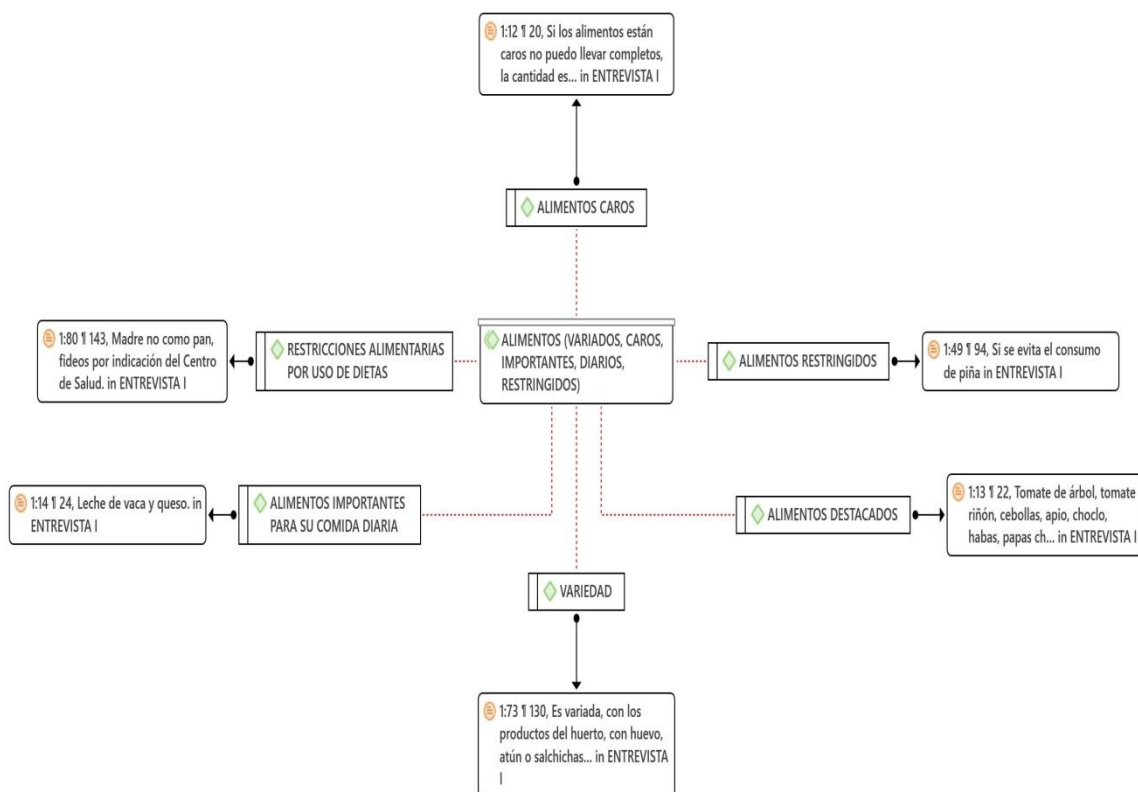 1:12 ¶ 20, Si los alimentos están
caros no puedo llevar completos,
la cantidad es... in ENTREVISTA I
ALIMENTOS CAROS
1:80 ¶ 143, Madre no como pan,
fideos por indicación del Centro
de Salud. in ENTREVISTA I
RESTRICCIONES ALIMENTARIAS
POR USO DE DIETAS
ALIMENTOS (VARIADOS, CAROS,
IMPORTANTES, DIARIOS,
RESTRINGIDOS)
ALIMENTOS RESTRINGIDOS
1:49 ¶ 94, Si se evita el consumo
de piña in ENTREVISTA I
1:14 ¶ 24, Leche de vaca y queso. in
ENTREVISTA I
ALIMENTOS IMPORTANTES
PARA SU COMIDA DIARIA
ALIMENTOS DESTACADOS
1:13 ¶ 22, Tomate de árbol, tomate
riñón, cebollas, apio, choclo,
habas, papas ch... in ENTREVISTA I
VARIEDAD
1:73 ¶ 130, Es variada, con los
productos del huerto, con huevo,
atún o salchichas... in ENTREVISTA
I